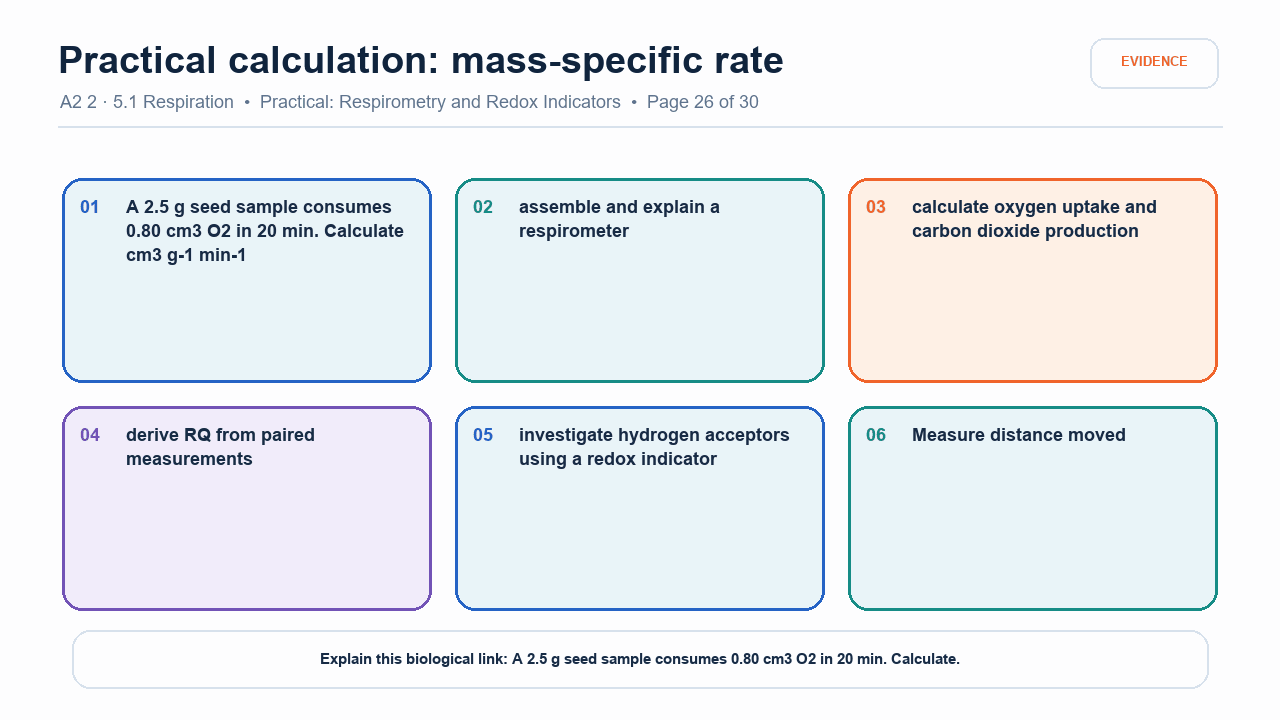 Practical calculation: mass-specific rate
EVIDENCE
A2 2 · 5.1 Respiration • Practical: Respirometry and Redox Indicators • Page 26 of 30
01
A 2.5 g seed sample consumes
0.80 cm3 O2 in 20 min. Calculate
cm3 g-1 min-1
02
assemble and explain a
respirometer
03
calculate oxygen uptake and
carbon dioxide production
04
derive RQ from paired
measurements
05
investigate hydrogen acceptors
using a redox indicator
06
Measure distance moved
Explain this biological link: A 2.5 g seed sample consumes 0.80 cm3 O2 in 20 min. Calculate.